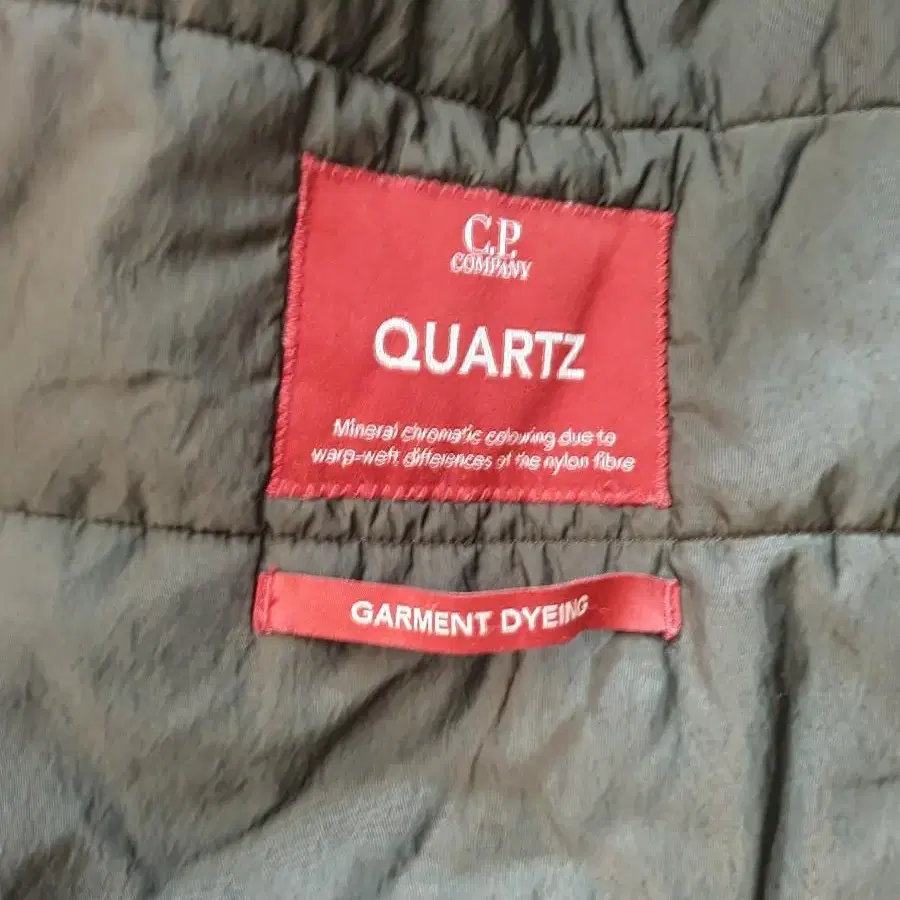 C.P.
COMPANY
QUARTZ
Mineral chromatic colouring due to
warp-weft differences of the nylon fibre
GARMENT DYEING